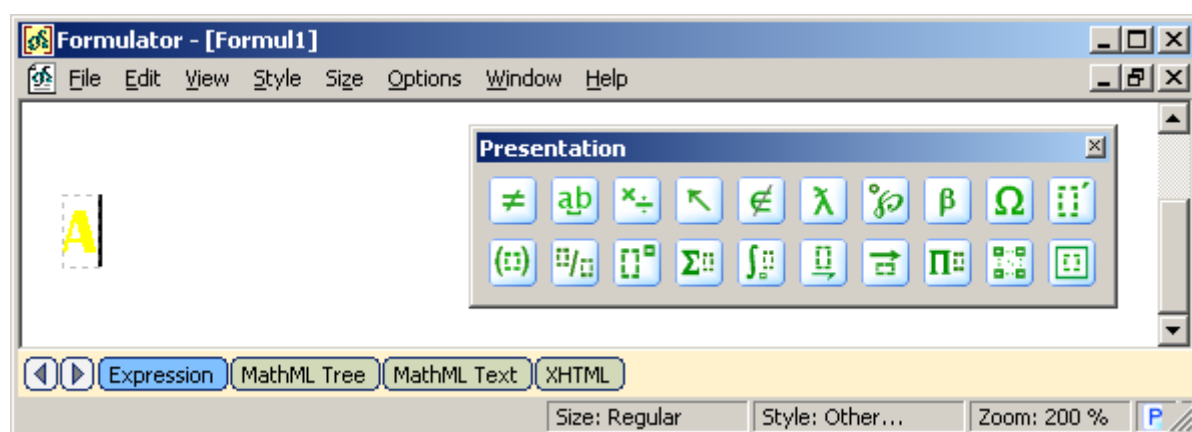 Formulator - [Formul1]
File Edit View Style Size Options Window Help
Presentation
≠ ab ×÷ ↖ ∉ ƛ °℘ β Ω
A
Expression MathML Tree MathML Text XHTML
Size: Regular Style: Other... Zoom: 200 % P